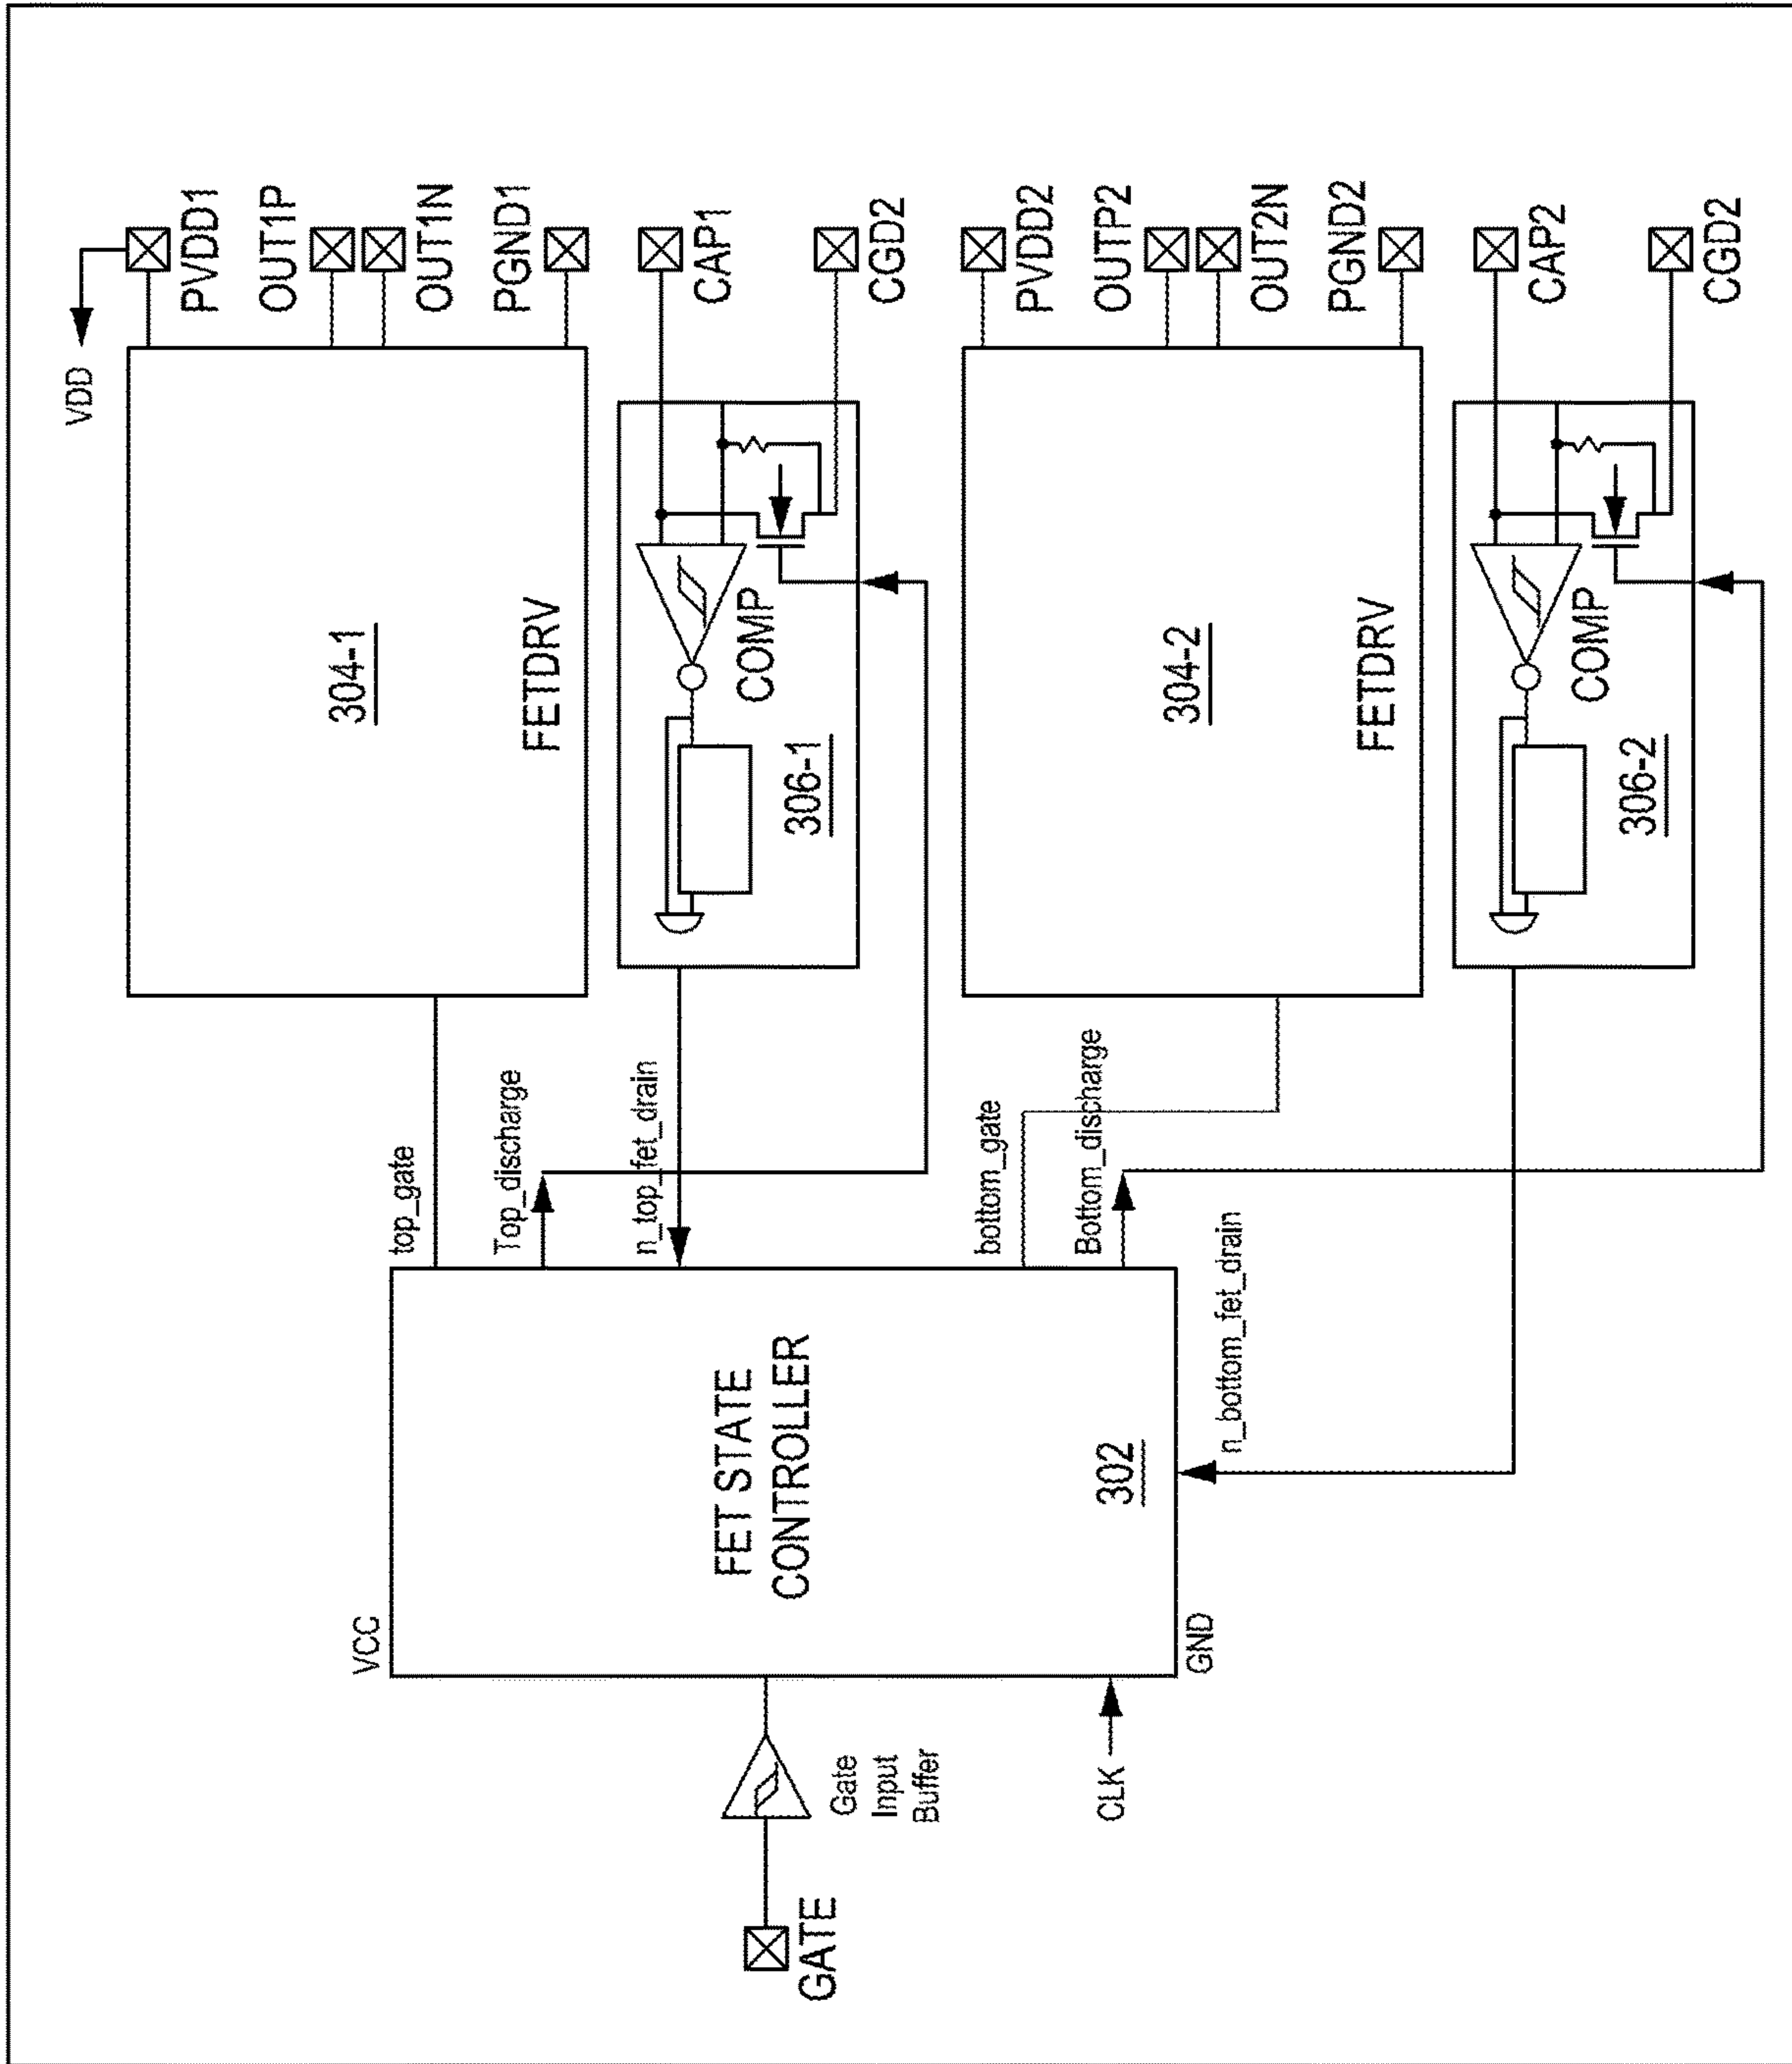 VDD
PVDD1
OUT1P
OUT1N
PGND1
CAP1
CGD2
304-1
FETDRV
COMP
306-1
top_gate
Top_discharge
n_top_fet_drain
PVDD2
OUTP2
OUT2N
PGND2
CAP2
CGD2
304-2
FETDRV
COMP
306-2
bottom_gate
Bottom_discharge
n_bottom_fet_drain
VCC
FET STATE
CONTROLLER
302
GND
GATE
Gate
Input
Buffer
CLK